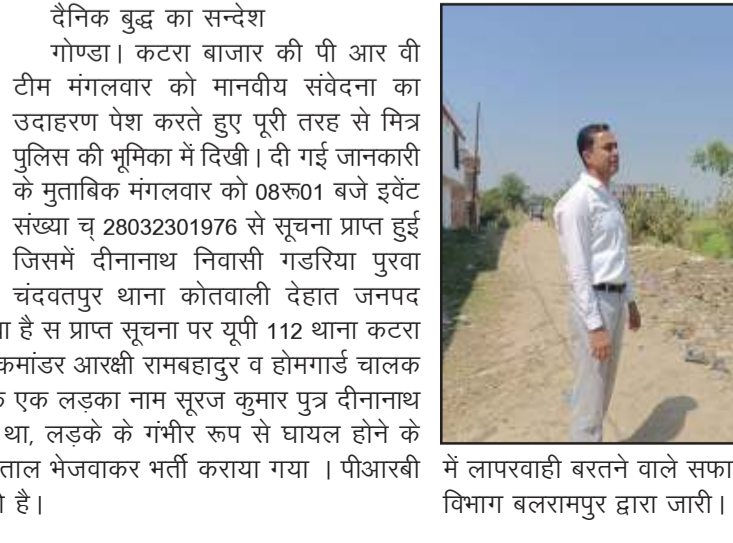 दैनिक बुद्ध का सन्देश
गोण्डा। कटरा बाजार की पी आर वी
टीम मंगलवार को मानवीय संवेदना का
उदाहरण पेश करते हुए पूरी तरह से मित्र
पुलिस की भूमिका में दिखी। दी गई जानकारी
के मुताबिक मंगलवार को 08रू01 बजे इवेंट
संख्या च् 28032301976 से सूचना प्राप्त हुई
जिसमें दीनानाथ निवासी गडरिया पुरवा
चंदवतपुर थाना कोतवाली देहात जनपद
है स प्राप्त सूचना पर यूपी 112 थाना कटरा
कमांडर आरक्षी रामबहादुर व होमगार्ड चालक
एक लड़का नाम सूरज कुमार पुत्र दीनानाथ
था, लड़के के गंभीर रूप से घायल होने के
ताल भेजवाकर भर्ती कराया गया । पीआरबी
है।
में लापरवाही बरतने वाले सफा
विभाग बलरामपुर द्वारा जारी।